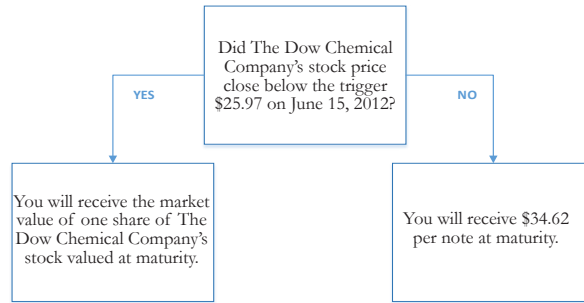 Did The Dow Chemical
Company's stock price
close below the trigger
$25.97 on June 15, 2012?
YES
NO
You will receive the market
value of one share of The
Dow Chemical Company's
stock valued at maturity.
You will receive $34.62
per note at maturity.